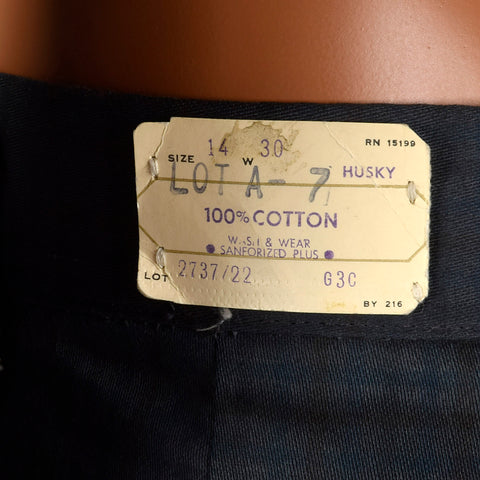 RN 15199
SIZE 14 W 30
HUSKY
LOT A-7
100% COTTON
WASH & WEAR
SANFORIZED PLUS
LOT 2737/22 G3C
BY 216